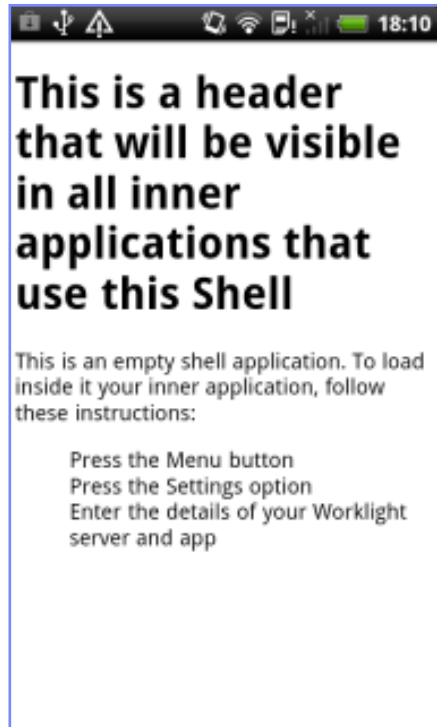 18:10
This is a header
that will be visible
in all inner
applications that
use this Shell
This is an empty shell application. To load
inside it your inner application, follow
these instructions:
Press the Menu button
Press the Settings option
Enter the details of your Worklight
server and app